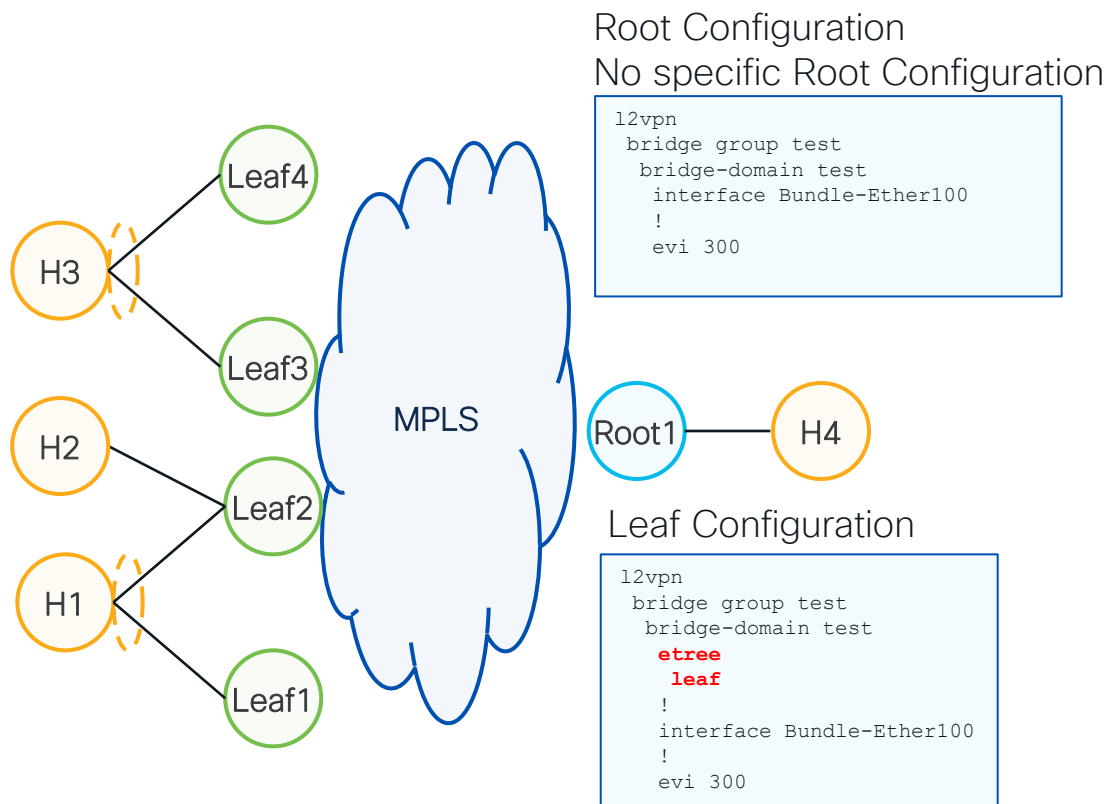 Root Configuration
No specific Root Configuration
l2vpn
bridge group test
bridge-domain test
interface Bundle-Ether100
!
evi 300
Leaf4
H3
Leaf3
MPLS
Root1
H4
H2
Leaf2
H1
Leaf1
Leaf Configuration
l2vpn
bridge group test
bridge-domain test
etree
leaf
!
interface Bundle-Ether100
!
evi 300